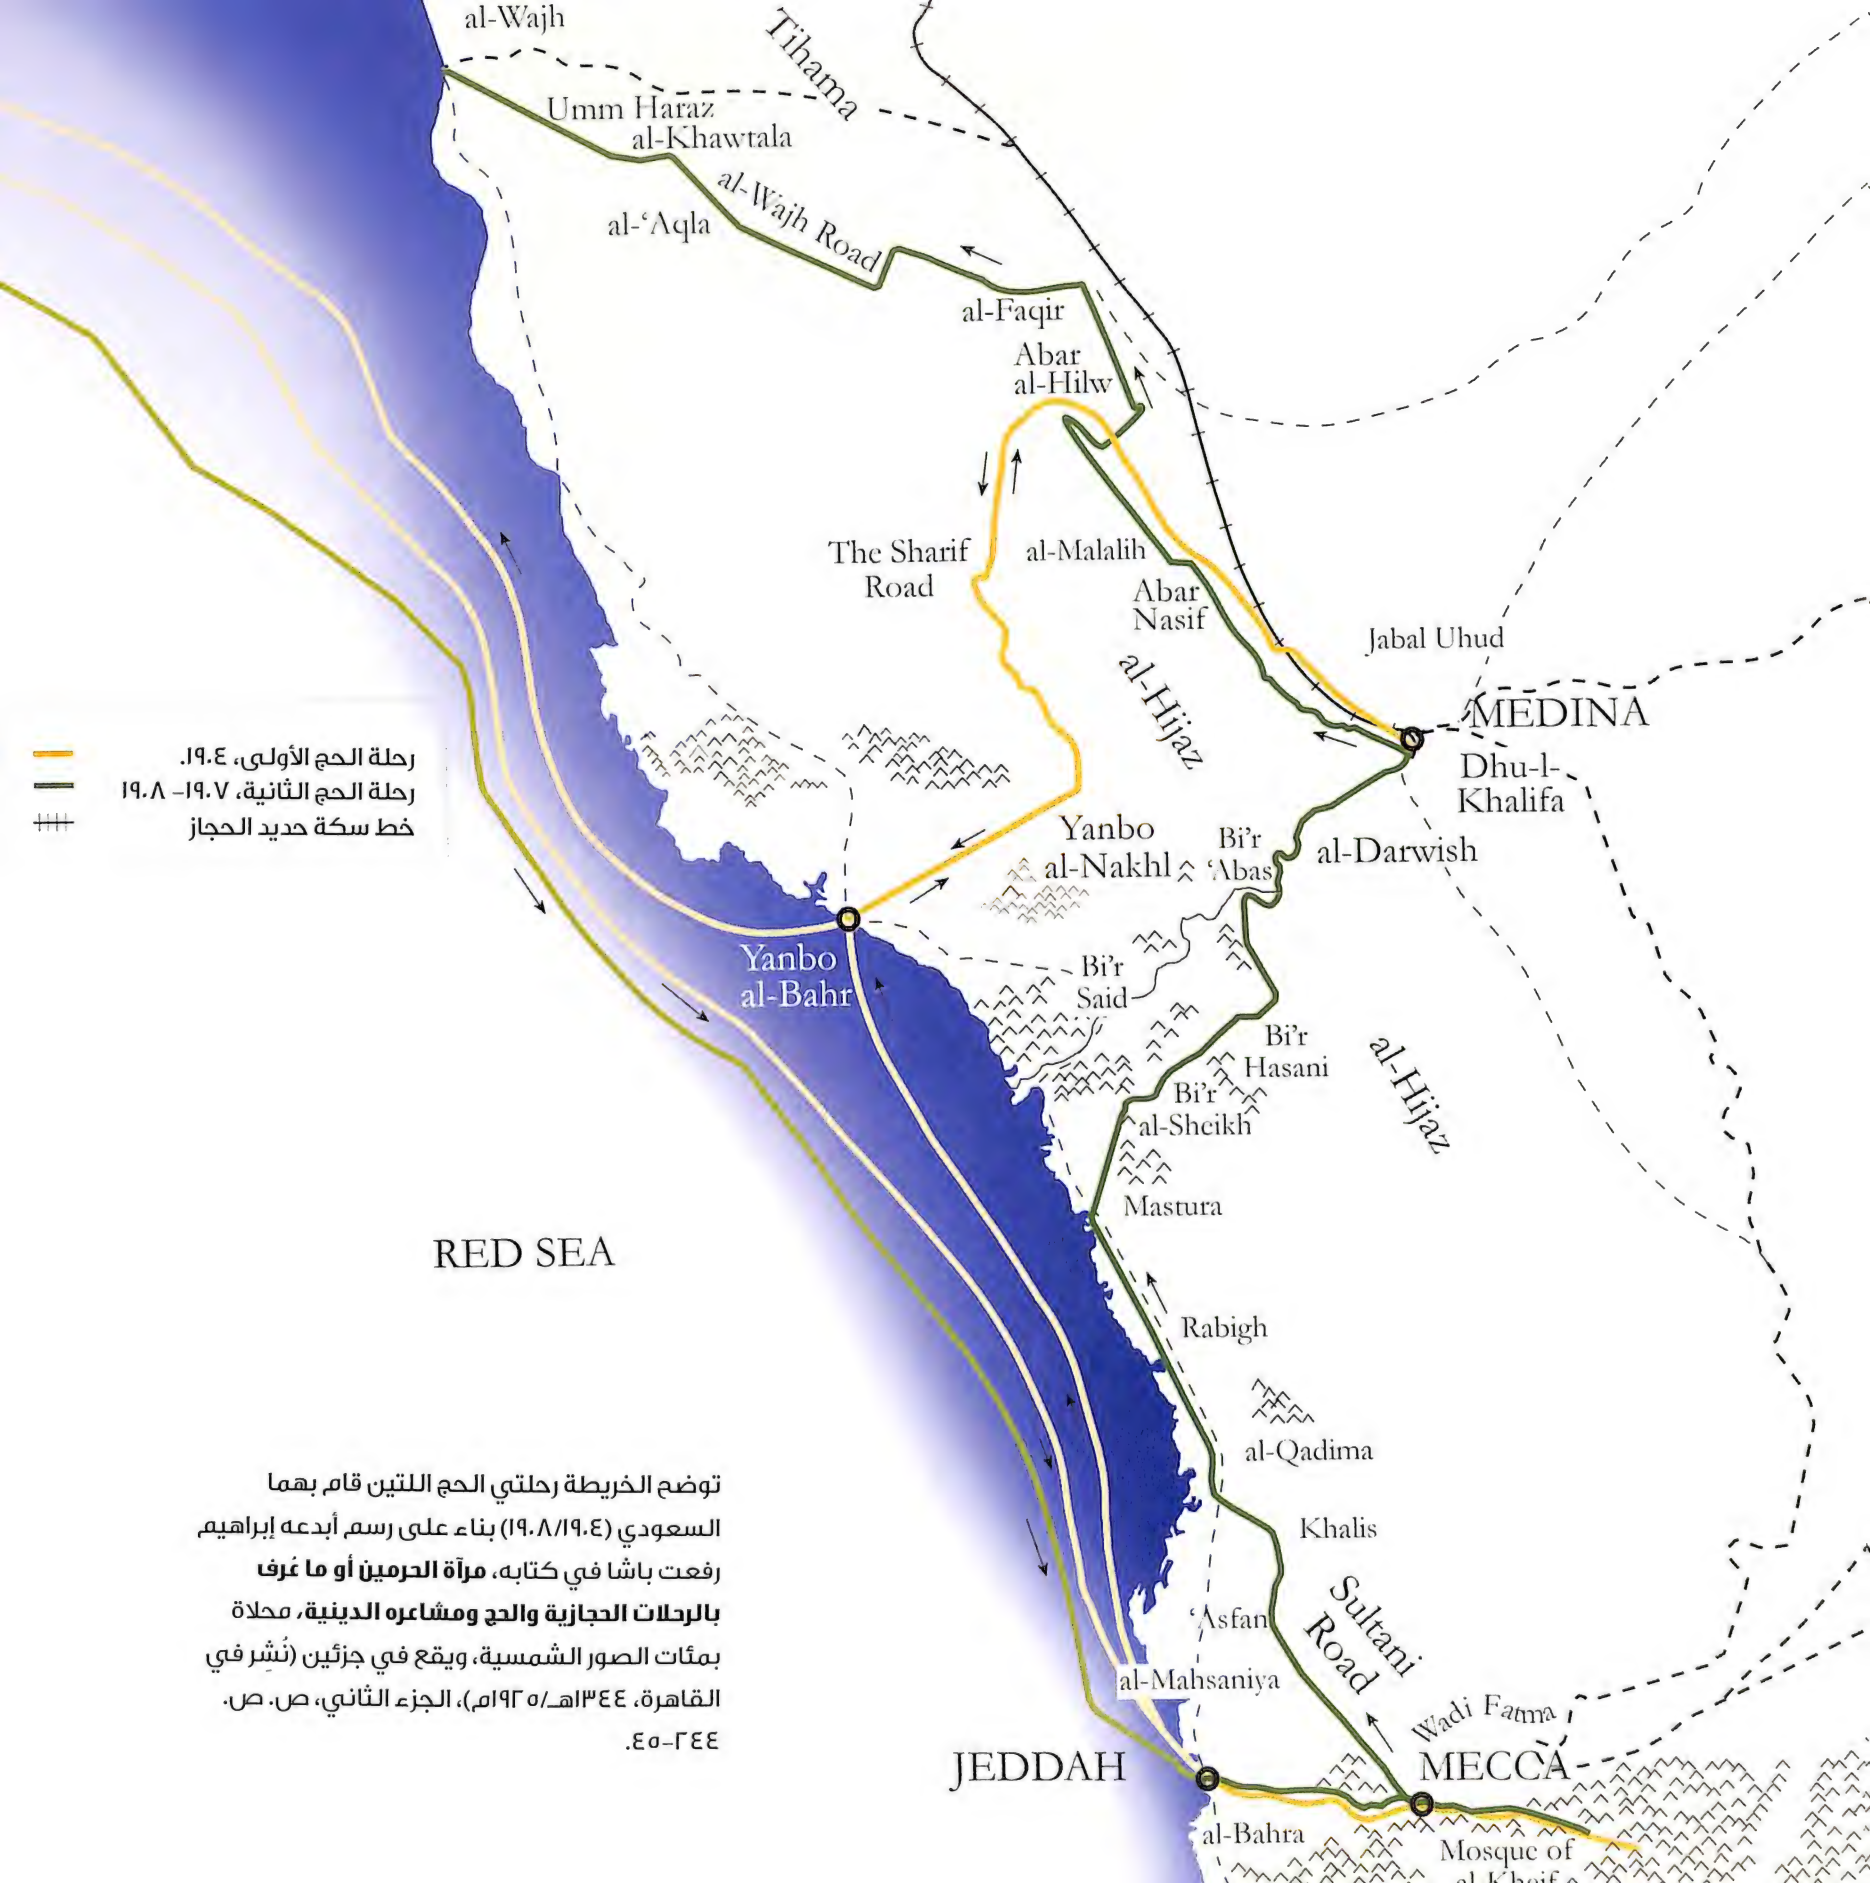 al-Wajh
Tihama
Umm Haraz
al-Khawtala
al-Wajh Road
al-‘Aqla
al-Faqir
Abar
al-Hilw
The Sharif
Road
al-Malalih
Abar
Nasif
Jabal Uhud
al-Hijaz
MEDINA
Dhu-l-
Khalifa
رحلة الحج الأولى، ١٩٠٤.
رحلة الحج الثانية، ١٩٠٧– ١٩٠٨
خط سكة حديد الحجاز
Yanbo
al-Nakhl
Bi’r
‘Abas
al-Darwish
Yanbo
al-Bahr
Bi’r
Said
Bi’r
Hasani
al-Hijaz
Bi’r
al-Sheikh
Mastura
RED SEA
Rabigh
al-Qadima
Khalis
توضح الخريطة رحلتي الحج اللتين قام بهما
السعودي (١٩٠٨/١٩٠٤) بناء على رسم أبدعه إبراهيم
رفعت باشا في كتابه، مرآة الحرمين أو ما عُرف
بالرحلات الحجازية والحج ومشاعره الدينية، محلاة
بمئات الصور الشمسية، ويقع في جزئين (نُشِر في
القاهرة، ١٣٤٤هـ/١٩٢٥م)، الجزء الثاني، ص. ص.
٢٤٤–٤٥.
‘Asfan
Sultani
Road
al-Mahsaniya
Wadi Fatma
JEDDAH
MECCA
al-Bahra
Mosque of
al-Kheif